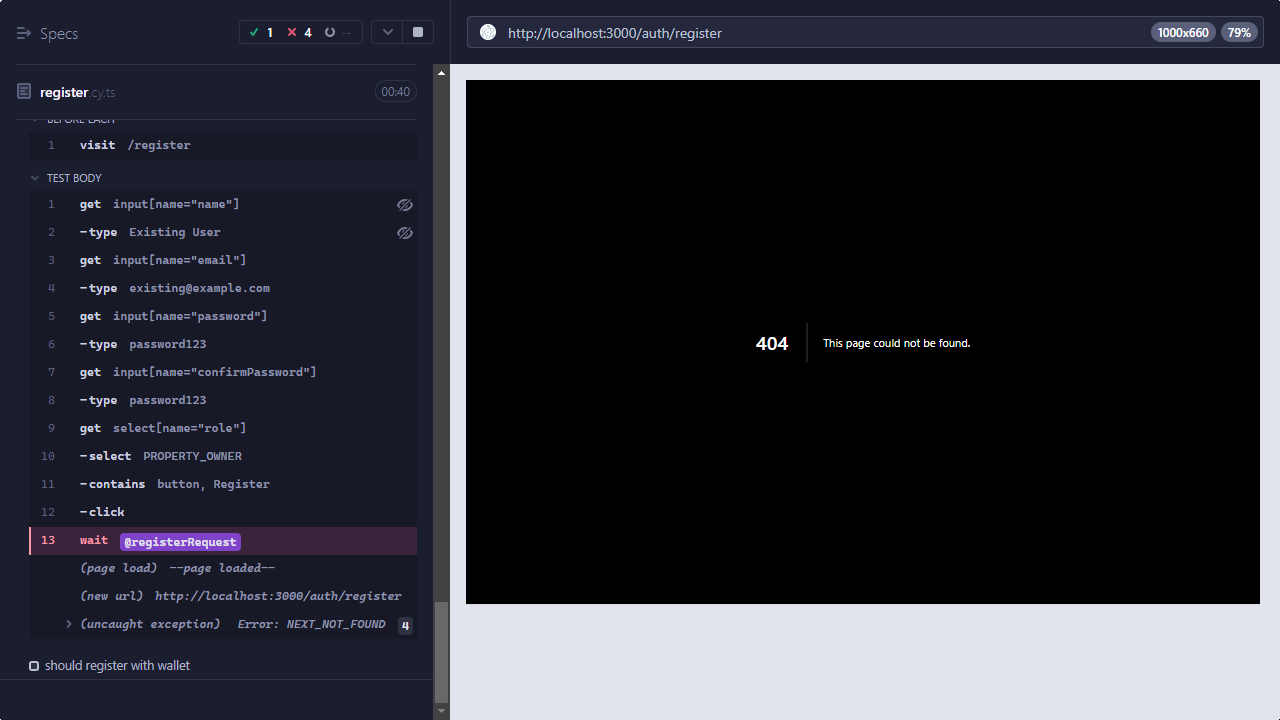 Specs
1
4
--
http://localhost:3000/auth/register
1000x660
79%
register.cy.ts
00:40
BEFORE EACH
1 visit /register
TEST BODY
1 get input[name="name"]
2 -type Existing User
3 get input[name="email"]
4 -type existing@example.com
5 get input[name="password"]
6 -type password123
7 get input[name="confirmPassword"]
8 -type password123
9 get select[name="role"]
10 -select PROPERTY_OWNER
11 -contains button, Register
12 -click
13 wait @registerRequest
(page load) --page loaded--
(new url) http://localhost:3000/auth/register
(uncaught exception) Error: NEXT_NOT_FOUND 4
should register with wallet
404
This page could not be found.